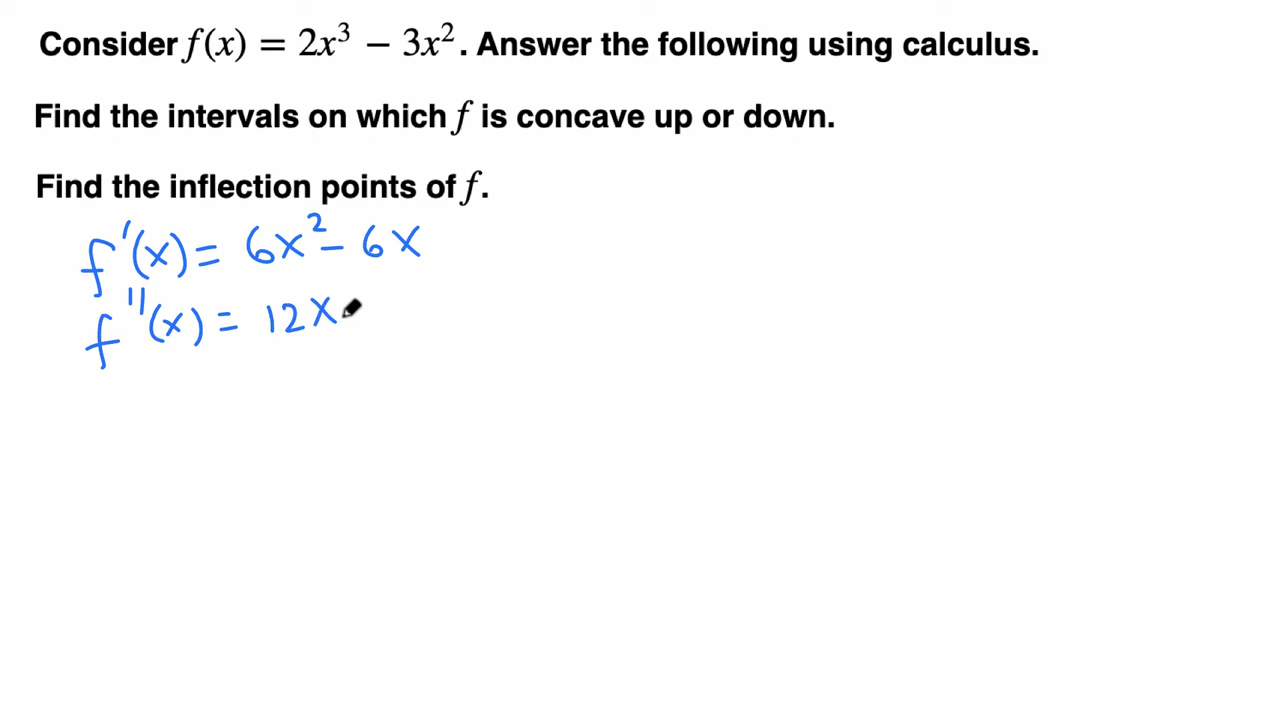 Consider f(x) = 2x³ − 3x². Answer the following using calculus.
Find the intervals on which f is concave up or down.
Find the inflection points of f.
f'(x) = 6x² − 6x
f''(x) = 12x